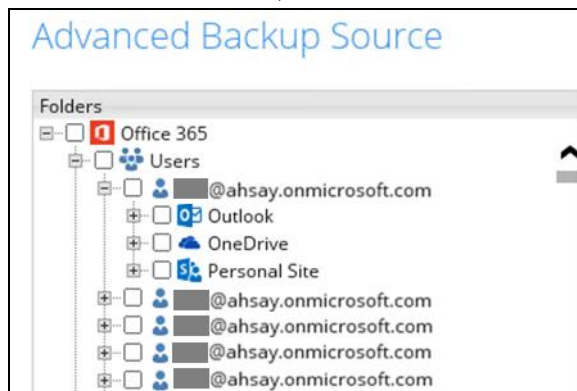 Advanced Backup Source
Folders
Office 365
Users
@ahsay.onmicrosoft.com
Outlook
OneDrive
Personal Site
@ahsay.onmicrosoft.com
@ahsay.onmicrosoft.com
@ahsay.onmicrosoft.com
@ahsay.onmicrosoft.com